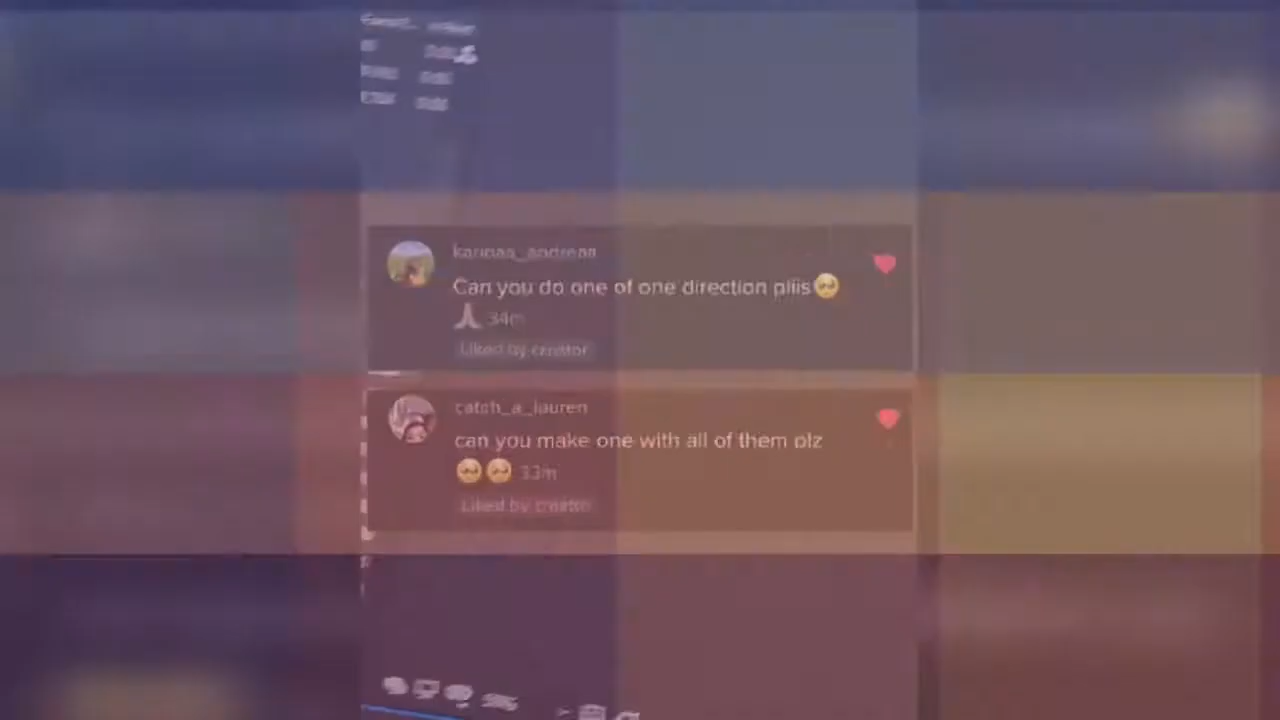 karinaa_andreaa
Can you do one of one direction pliis🥺
🙏 34m
Liked by creator
catch_a_lauren
can you make one with all of them plz
🥺🥺 33m
Liked by creator